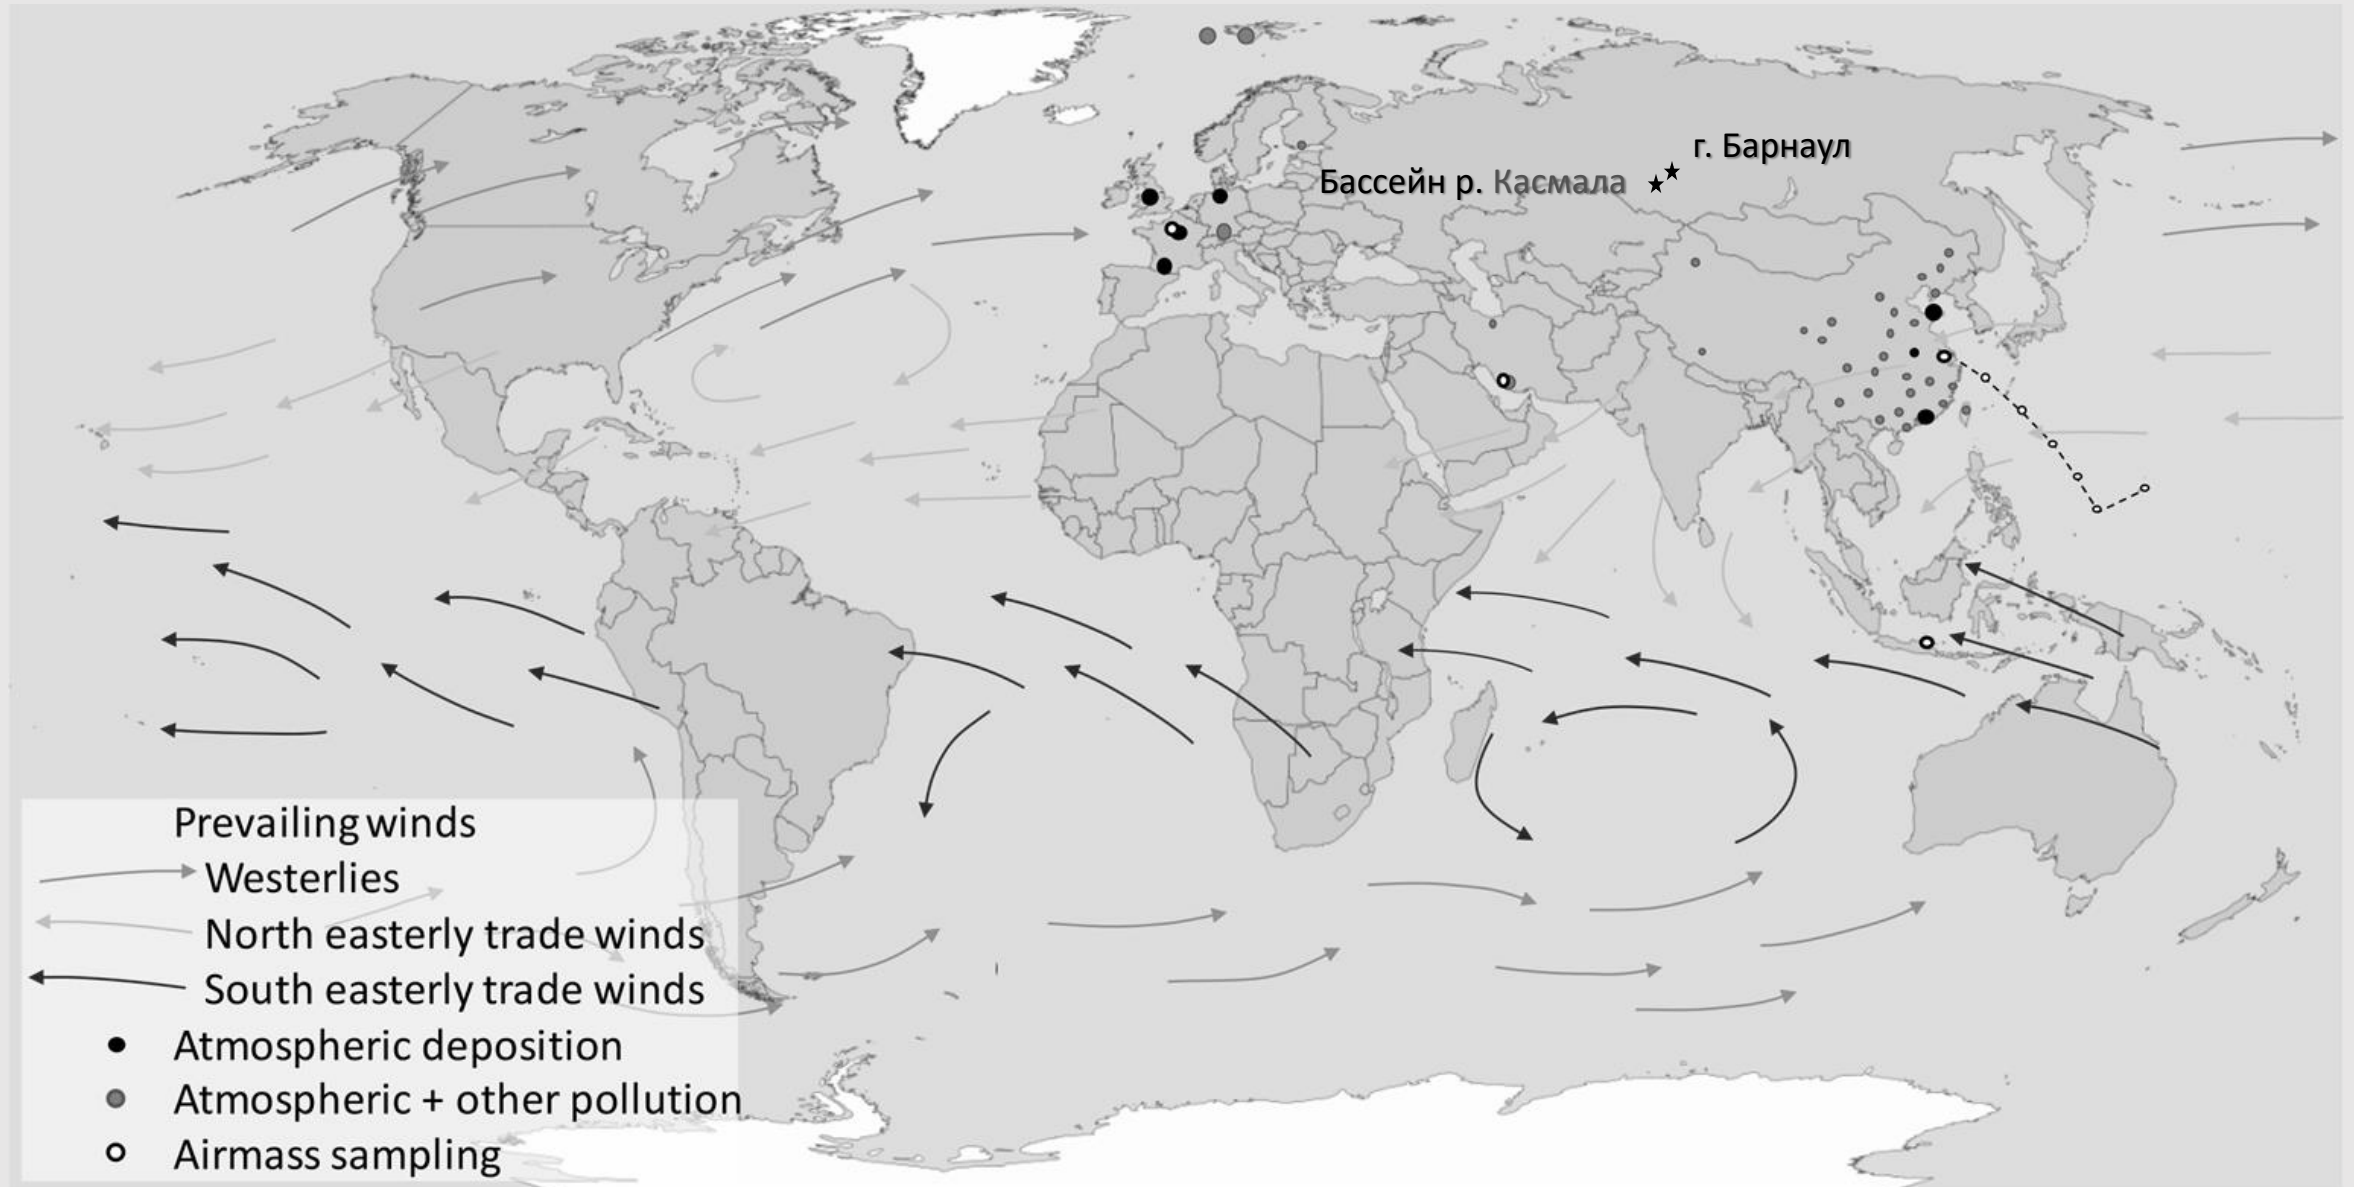 г. Барнаул
Бассейн р. Касмала
Prevailing winds
Westerlies
North easterly trade winds
South easterly trade winds
Atmospheric deposition
Atmospheric + other pollution
Airmass sampling